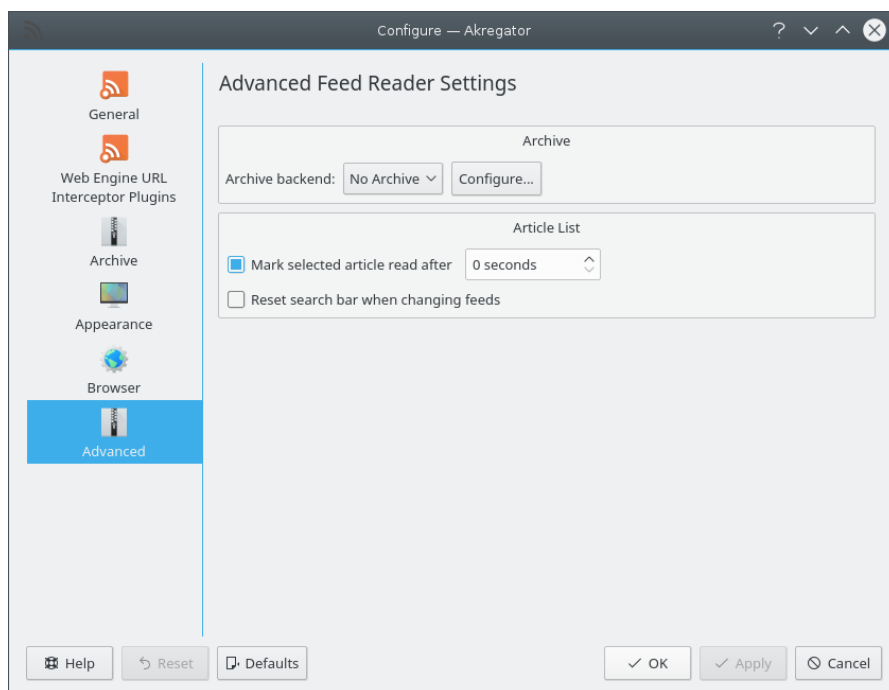 Configure — Akregator
General
Web Engine URL
Interceptor Plugins
Archive
Appearance
Browser
Advanced
Advanced Feed Reader Settings
Archive
Archive backend: No Archive Configure...
Article List
Mark selected article read after 0 seconds
Reset search bar when changing feeds
Help Reset Defaults OK Apply Cancel